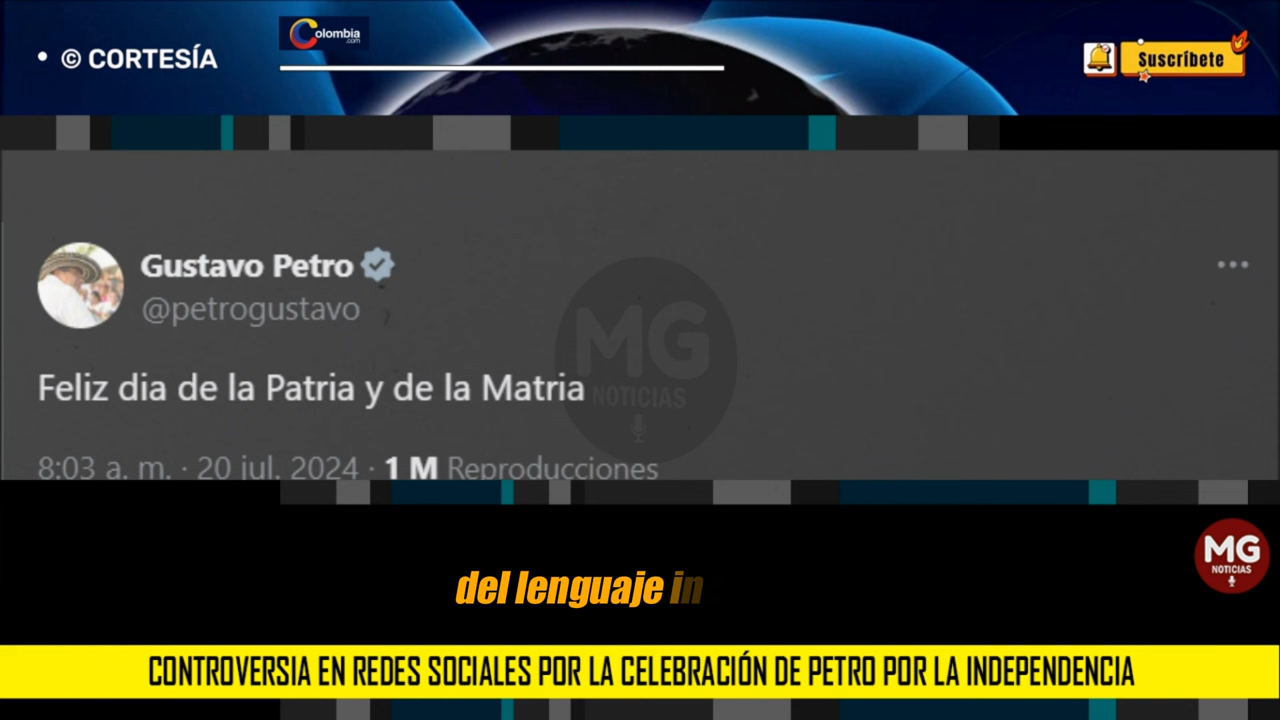 • © CORTESÍA
Colombia
.com
Suscríbete
Gustavo Petro
@petrogustavo
Feliz dia de la Patria y de la Matria
8:03 a. m. · 20 jul. 2024 · 1 M Reproducciones
MG
NOTICIAS
del lenguaje in
MG
NOTICIAS
CONTROVERSIA EN REDES SOCIALES POR LA CELEBRACIÓN DE PETRO POR LA INDEPENDENCIA